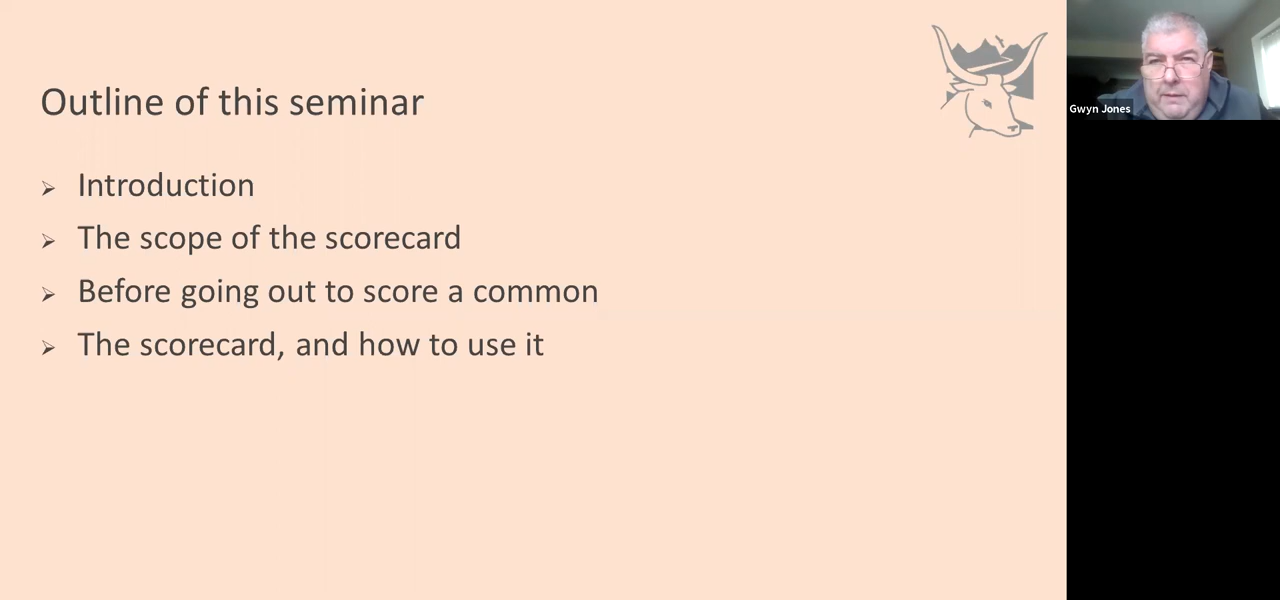 Outline of this seminar
Introduction
The scope of the scorecard
Before going out to score a common
The scorecard, and how to use it
Gwyn Jones